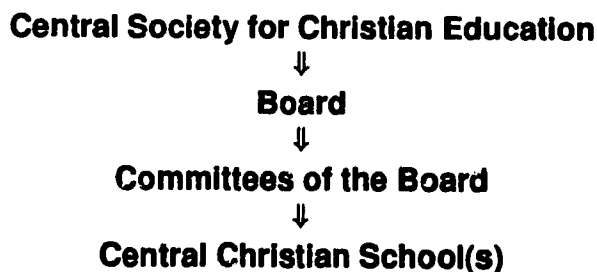 Central Society for Christian Education
⇓
Board
⇓
Committees of the Board
⇓
Central Christian School(s)